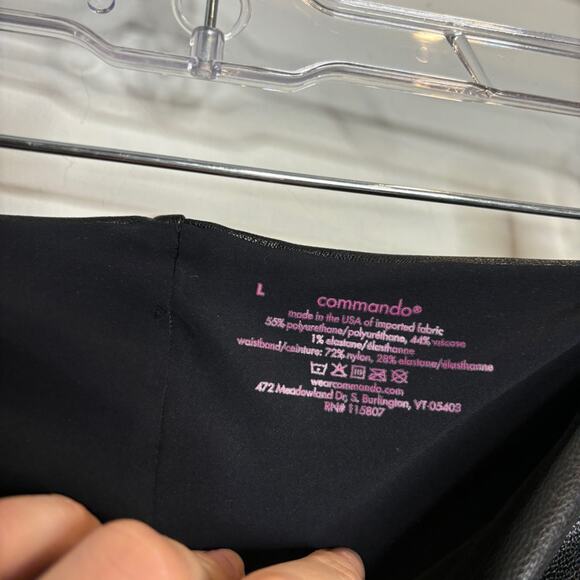 L
commando®
made in the USA of imported fabric
55% polyurethane/polyuréthane, 44% viscose
1% elastane/élasthanne
waistband/ceinture: 72% nylon, 28% elastane/élasthanne
wearcommando.com
472 Meadowland Dr, S. Burlington, VT 05403
RN# 115807